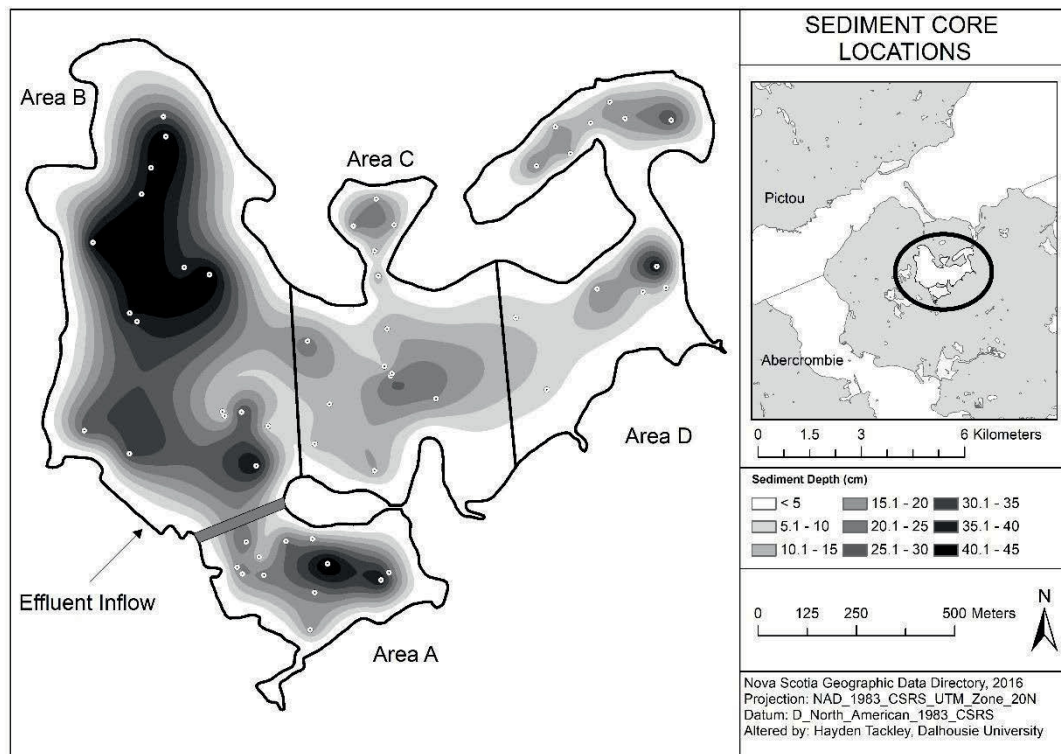 SEDIMENT CORE
LOCATIONS
Area B
Area C
Area D
Effluent Inflow
Area A
Pictou
Abercrombie
0 1.5 3 6 Kilometers
Sediment Depth (cm)
< 5 15.1 - 20 30.1 - 35
5.1 - 10 20.1 - 25 35.1 - 40
10.1 - 15 25.1 - 30 40.1 - 45
0 125 250 500 Meters
N
Nova Scotia Geographic Data Directory, 2016
Projection: NAD_1983_CSRS_UTM_Zone_20N
Datum: D_North_American_1983_CSRS
Altered by: Hayden Tackley, Dalhousie University